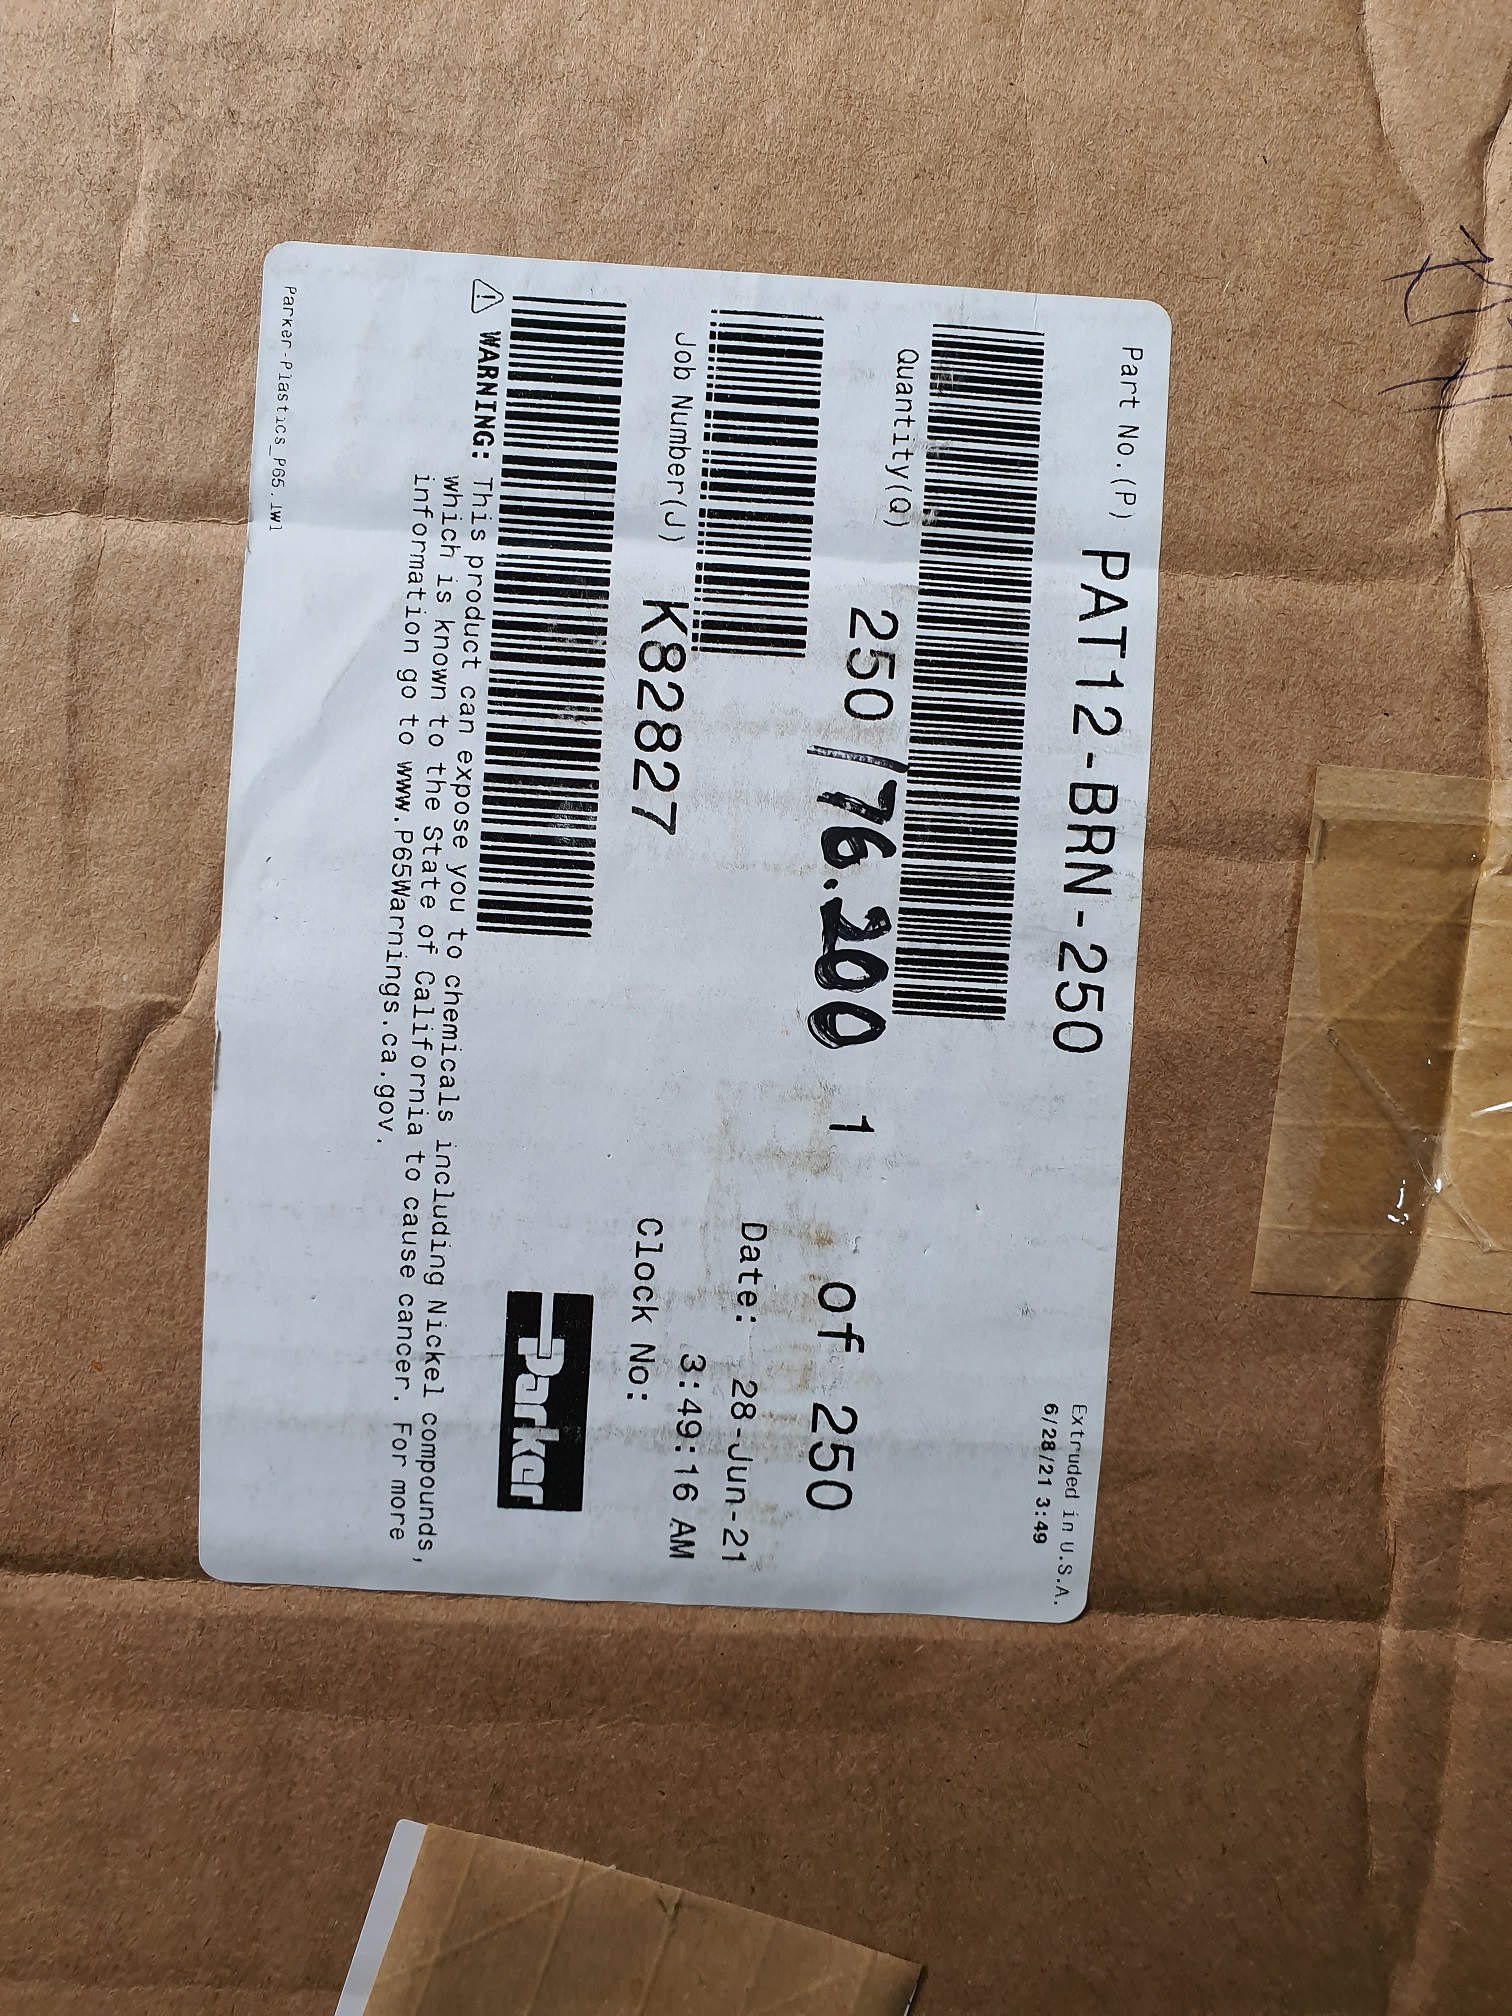 Part No.(P) PAT12-BRN-250
Extruded in U.S.A.
6/28/21 3:49
Quantity(Q) 250 /76.200 1 of 250
Date: 28-Jun-21
3:49:16 AM
Job Number(J) K82827
Clock No:
Parker
WARNING: This product can expose you to chemicals including Nickel compounds,
which is known to the State of California to cause cancer. For more
information go to www.P65Warnings.ca.gov.
Parker-Plastics_P65.lwl